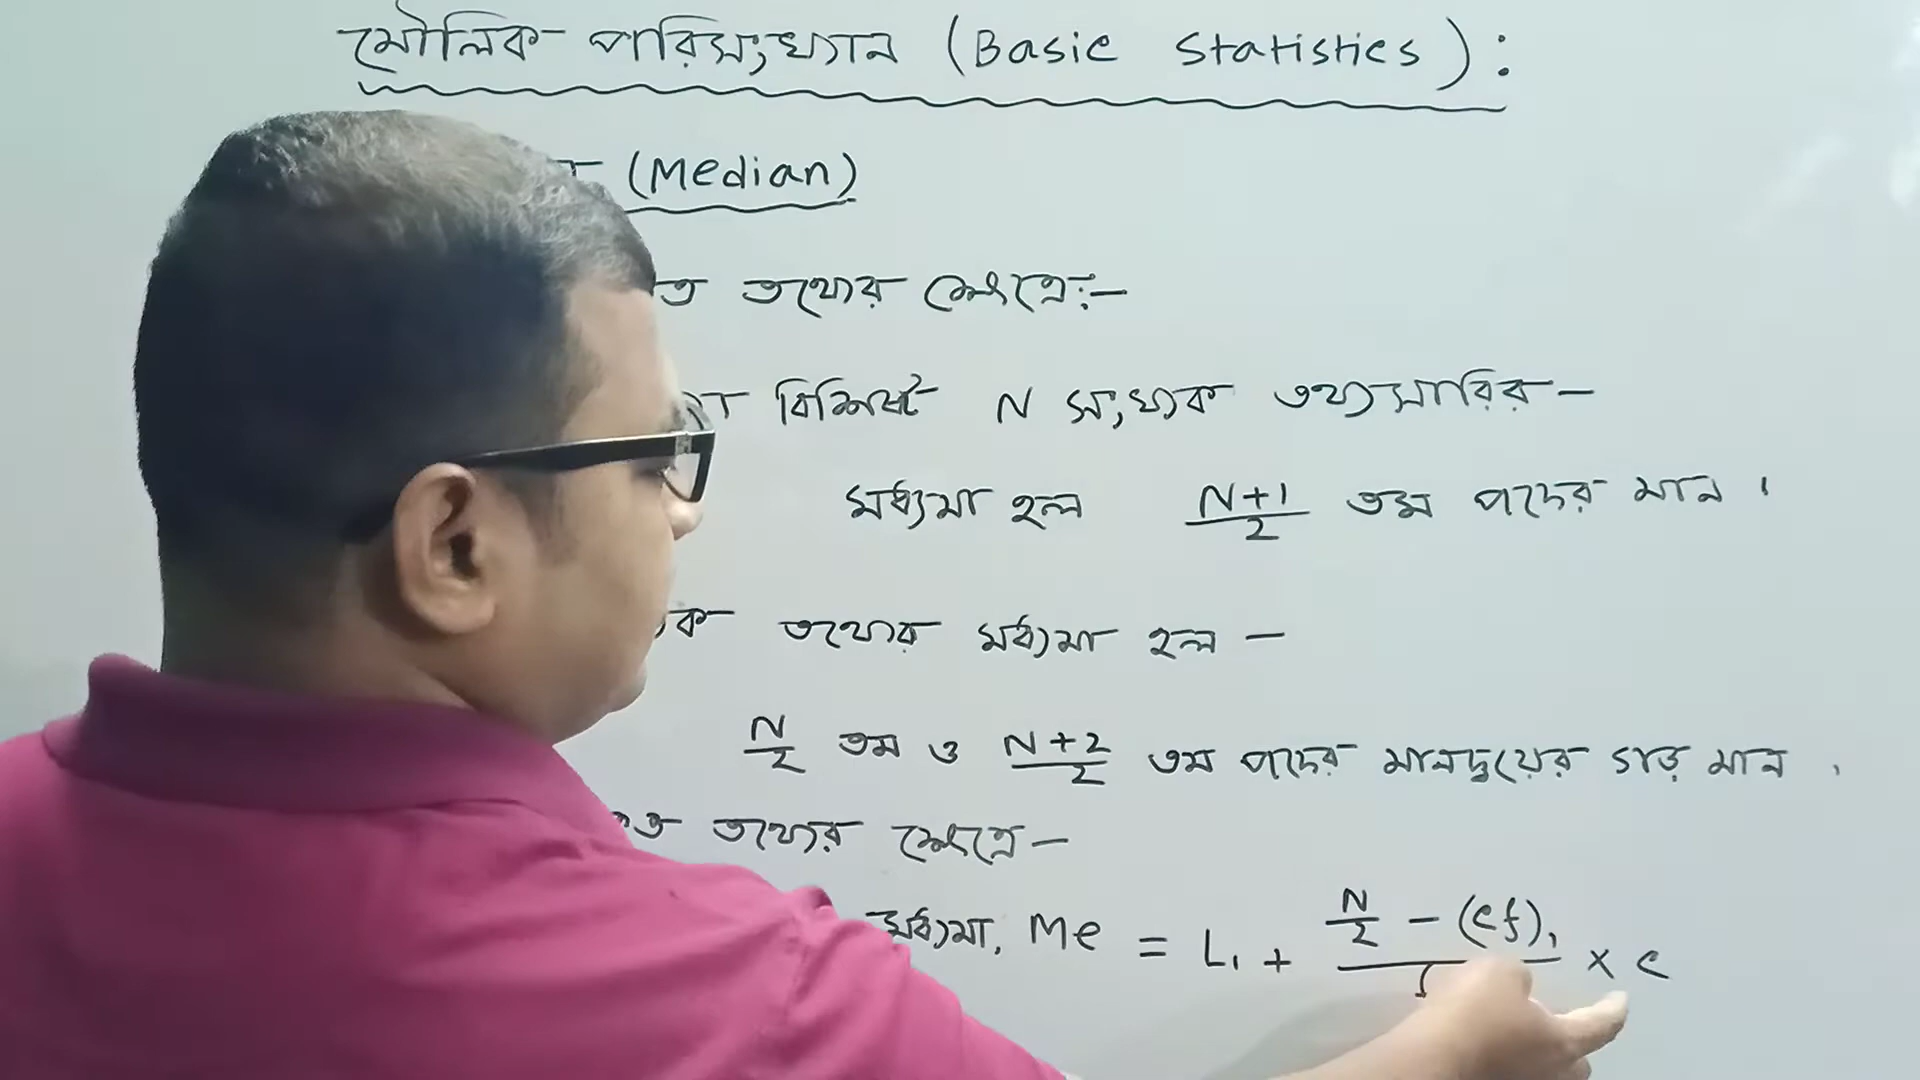 মৌলিক পরিসংখ্যান (Basic Statistics) :
(Median)
তথ্যের ক্ষেত্রে:—
বিশিষ্ট N সংখ্যক তথ্যসারির —
মধ্যমা হল N+1/2 তম পদের মান।
তথ্যের মধ্যমা হল —
N/2 তম ও N+2/2 তম পদের মানদ্বয়ের গড় মান।
তথ্যের ক্ষেত্রে —
মধ্যমা, Me = L₁ + N/2 - (cf)₁ / f × c